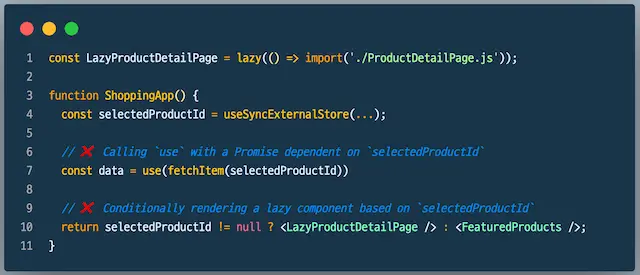 1 const LazyProductDetailPage = lazy(() => import('./ProductDetailPage.js'));
2
3 function ShoppingApp() {
4 const selectedProductId = useSyncExternalStore(...);
5
6 // ❌ Calling `use` with a Promise dependent on `selectedProductId`
7 const data = use(fetchItem(selectedProductId))
8
9 // ❌ Conditionally rendering a lazy component based on `selectedProductId`
10 return selectedProductId != null ? <LazyProductDetailPage /> : <FeaturedProducts />;
11 }